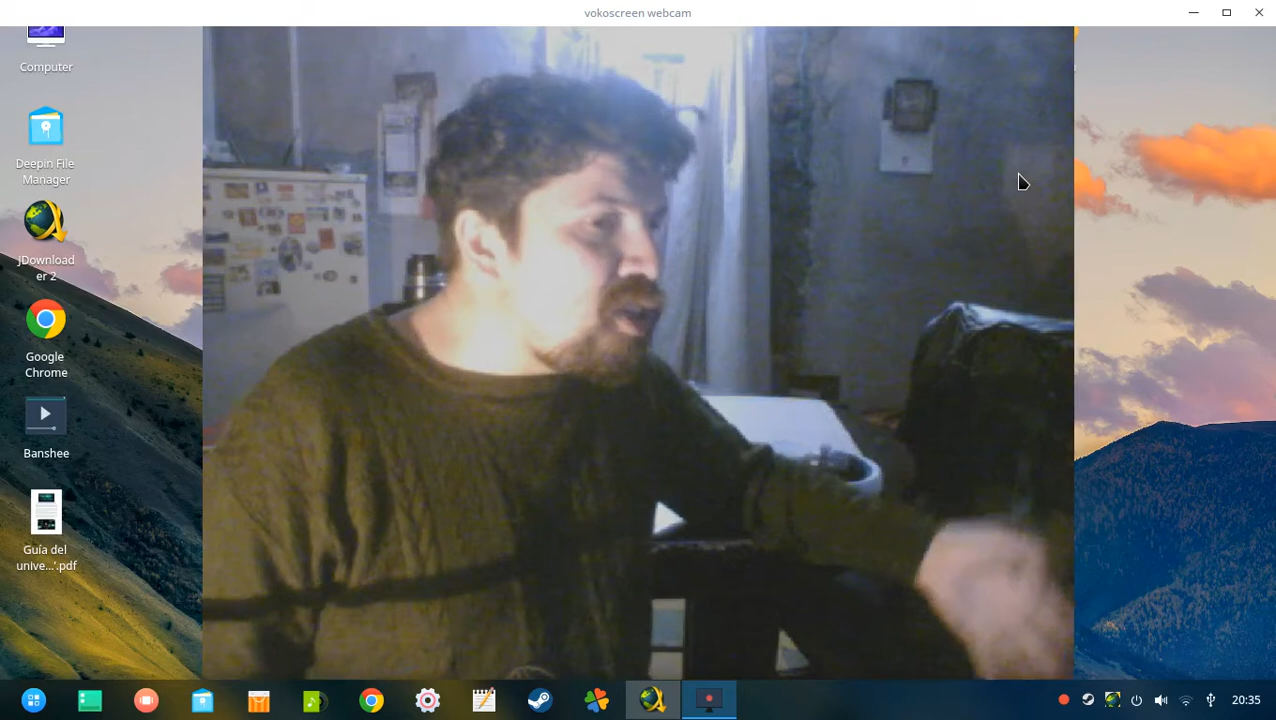 vokoscreen webcam
Computer
Deepin File
Manager
JDownload
er 2
Google
Chrome
Banshee
Guía del
unive...'.pdf
20:35